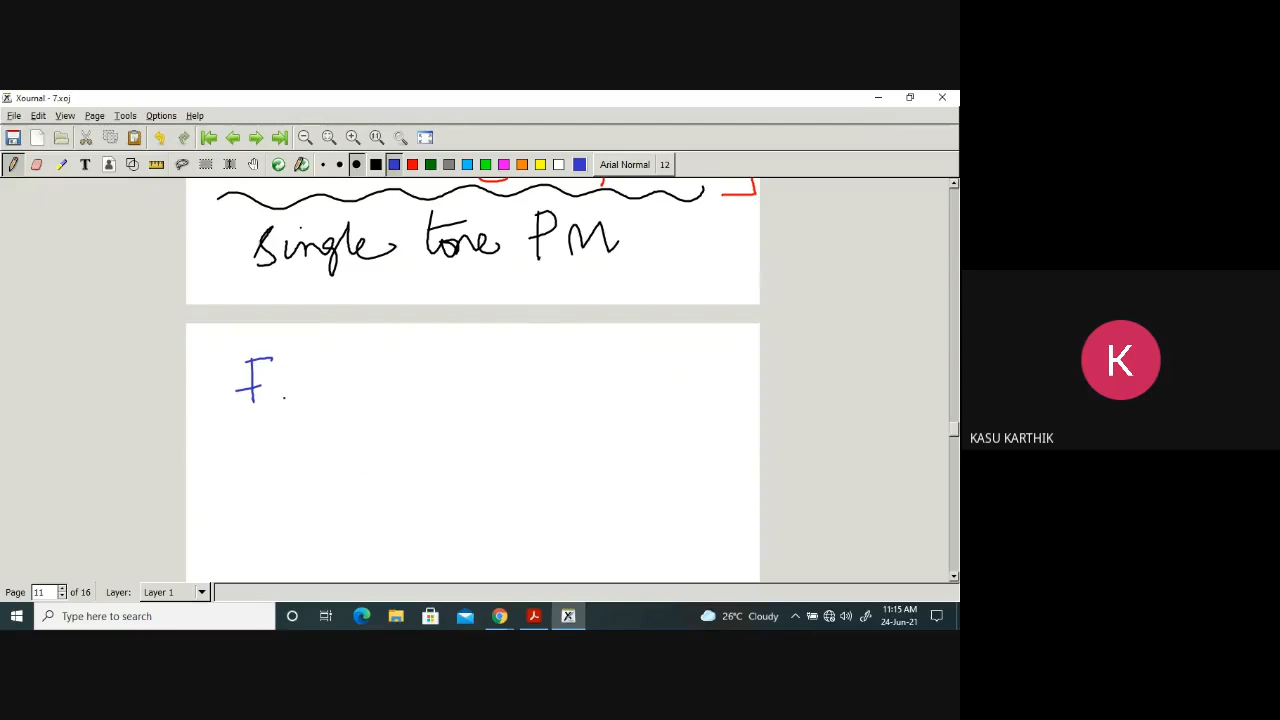 Xournal - 7.xoj
File Edit View Page Tools Options Help
Arial Normal 12
single tone PM
F
K
KASU KARTHIK
Page 11 of 16 Layer: Layer 1
Type here to search
26°C Cloudy
11:15 AM
24-Jun-21